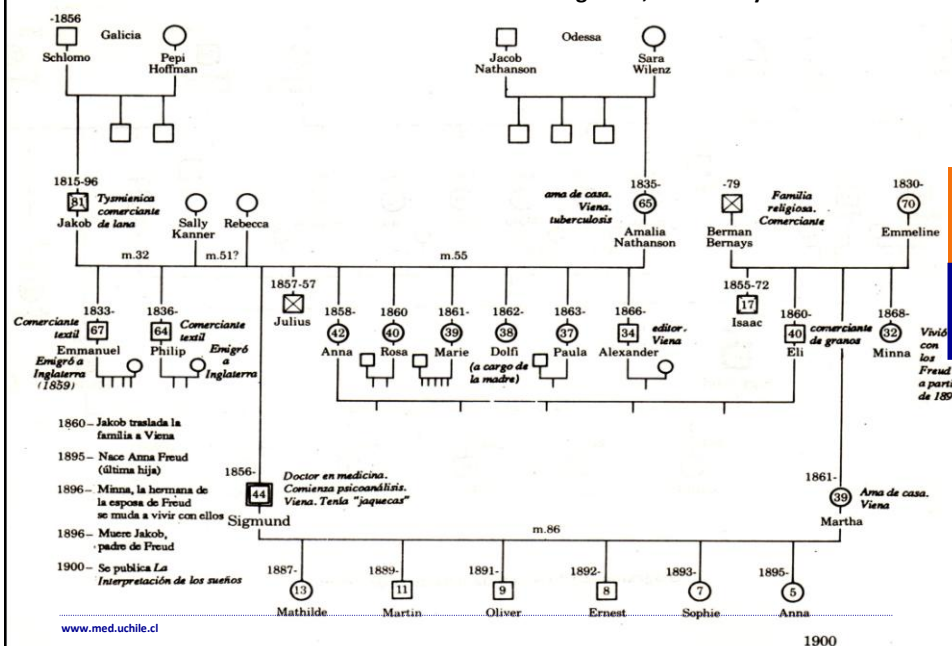 -1856
Galicia
Odessa
Schlomo
Pepi
Hoffman
Jacob
Nathanson
Sara
Wilenz
1815-96
81
Jakob
Tysmienica
comerciante
de lana
Sally
Kanner
Rebecca
ama de casa.
Viena.
tuberculosis
1835-
65
Amalia
Nathanson
-79
Berman
Bernays
Familia
religiosa.
Comerciante
1830-
70
Emmeline
m.32
m.51?
m.55
1833-
Comerciante
textil
67
Emmanuel
Emigró a
Inglaterra
(1859)
1836-
64
Philip
Comerciante
textil
Emigró
a
Inglaterra
1857-57
Julius
1858-
42
Anna
1860
40
Rosa
1861-
39
Marie
1862-
38
Dolfi
(a cargo de
la madre)
1863-
37
Paula
1866-
34
Alexander
editor.
Viena
1855-72
17
Isaac
1860-
40
Eli
comerciante
de granos
1868-
32
Minna
Vivió
con
los
Freud
a parti
de 189
1860– Jakob traslada la
familia a Viena
1895– Nace Anna Freud
(última hija)
1896– Minna, la hermana de
la esposa de Freud
se muda a vivir con ellos
1896– Muere Jakob,
padre de Freud
1900– Se publica La
Interpretación de los sueños
1856-
44
Sigmund
Doctor en medicina.
Comienza psicoanálisis.
Viena. Tenía "jaquecas"
1861-
39
Martha
Ama de casa.
Viena
m.86
1887-
13
Mathilde
1889-
11
Martin
1891-
9
Oliver
1892-
8
Ernest
1893-
7
Sophie
1895-
5
Anna
www.med.uchile.cl
1900